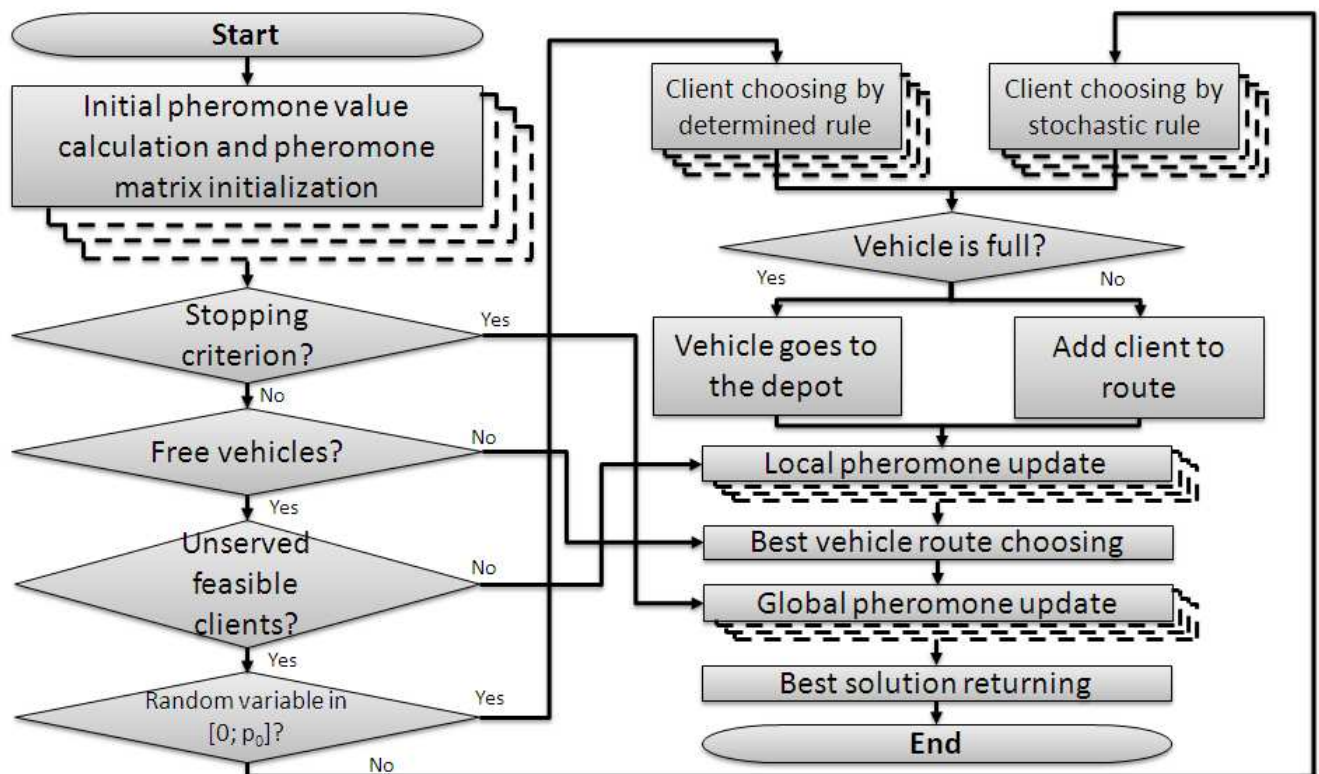 Start
Initial pheromone value
calculation and pheromone
matrix initialization
Stopping
criterion?
Yes
No
Free vehicles?
No
Yes
Unserved
feasible
clients?
No
Yes
Random variable in
[0; p₀]?
Yes
No
Client choosing by
determined rule
Client choosing by
stochastic rule
Vehicle is full?
Yes
No
Vehicle goes to
the depot
Add client to
route
Local pheromone update
Best vehicle route choosing
Global pheromone update
Best solution returning
End